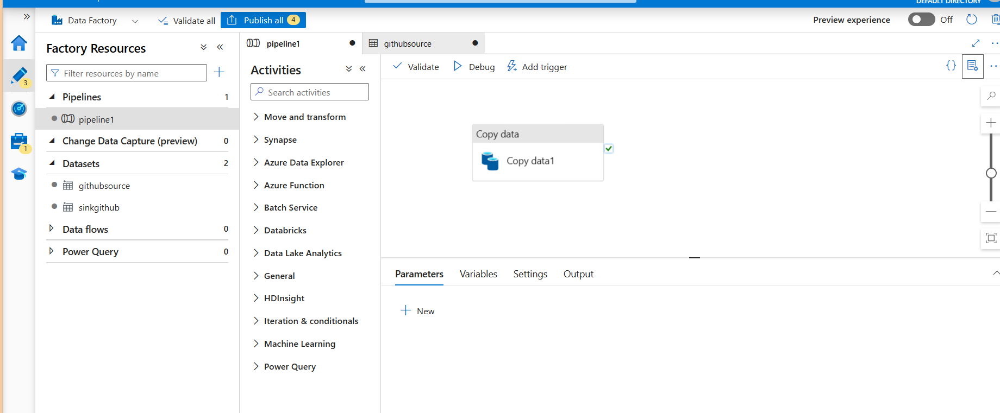 DEFAULT DIRECTORY
Data Factory
Validate all
Publish all 4
Preview experience
Off
3
1
Factory Resources
Filter resources by name
Pipelines 1
pipeline1
Change Data Capture (preview) 0
Datasets 2
githubsource
sinkgithub
Data flows 0
Power Query 0
pipeline1
githubsource
Activities
Search activities
Move and transform
Synapse
Azure Data Explorer
Azure Function
Batch Service
Databricks
Data Lake Analytics
General
HDInsight
Iteration & conditionals
Machine Learning
Power Query
Validate
Debug
Add trigger
{}
Copy data
Copy data1
Parameters
Variables
Settings
Output
New